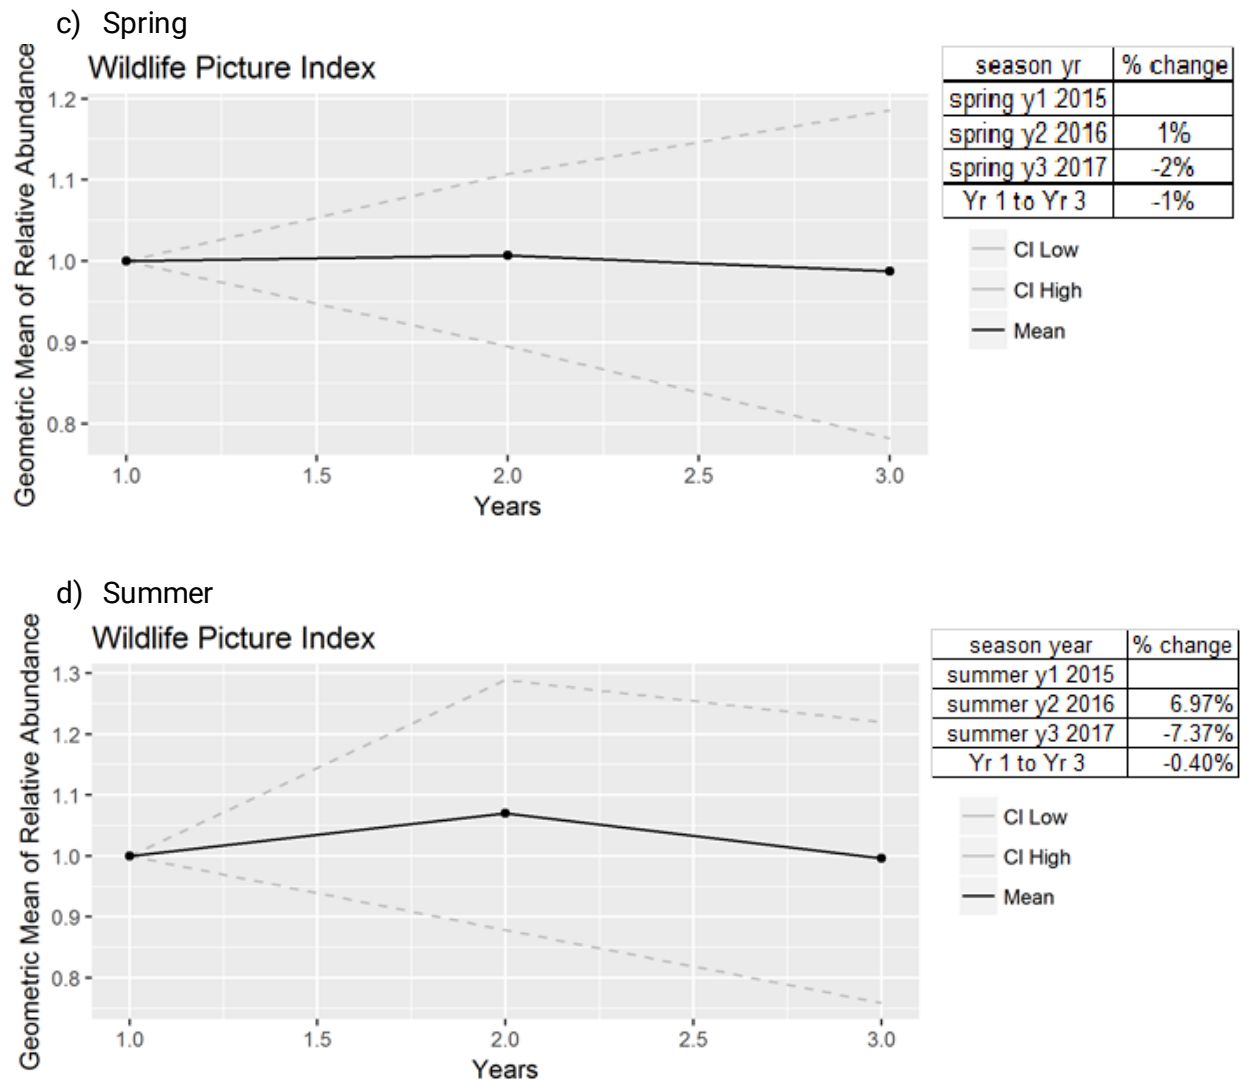 c) Spring
Wildlife Picture Index
Geometric Mean of Relative Abundance
1.2
1.1
1.0
0.9
0.8
1.0 1.5 2.0 2.5 3.0
Years
season yr % change
spring y1 2015
spring y2 2016 1%
spring y3 2017 -2%
Yr 1 to Yr 3 -1%
CI Low
CI High
Mean
d) Summer
Wildlife Picture Index
Geometric Mean of Relative Abundance
1.3
1.2
1.1
1.0
0.9
0.8
1.0 1.5 2.0 2.5 3.0
Years
season year % change
summer y1 2015
summer y2 2016 6.97%
summer y3 2017 -7.37%
Yr 1 to Yr 3 -0.40%
CI Low
CI High
Mean